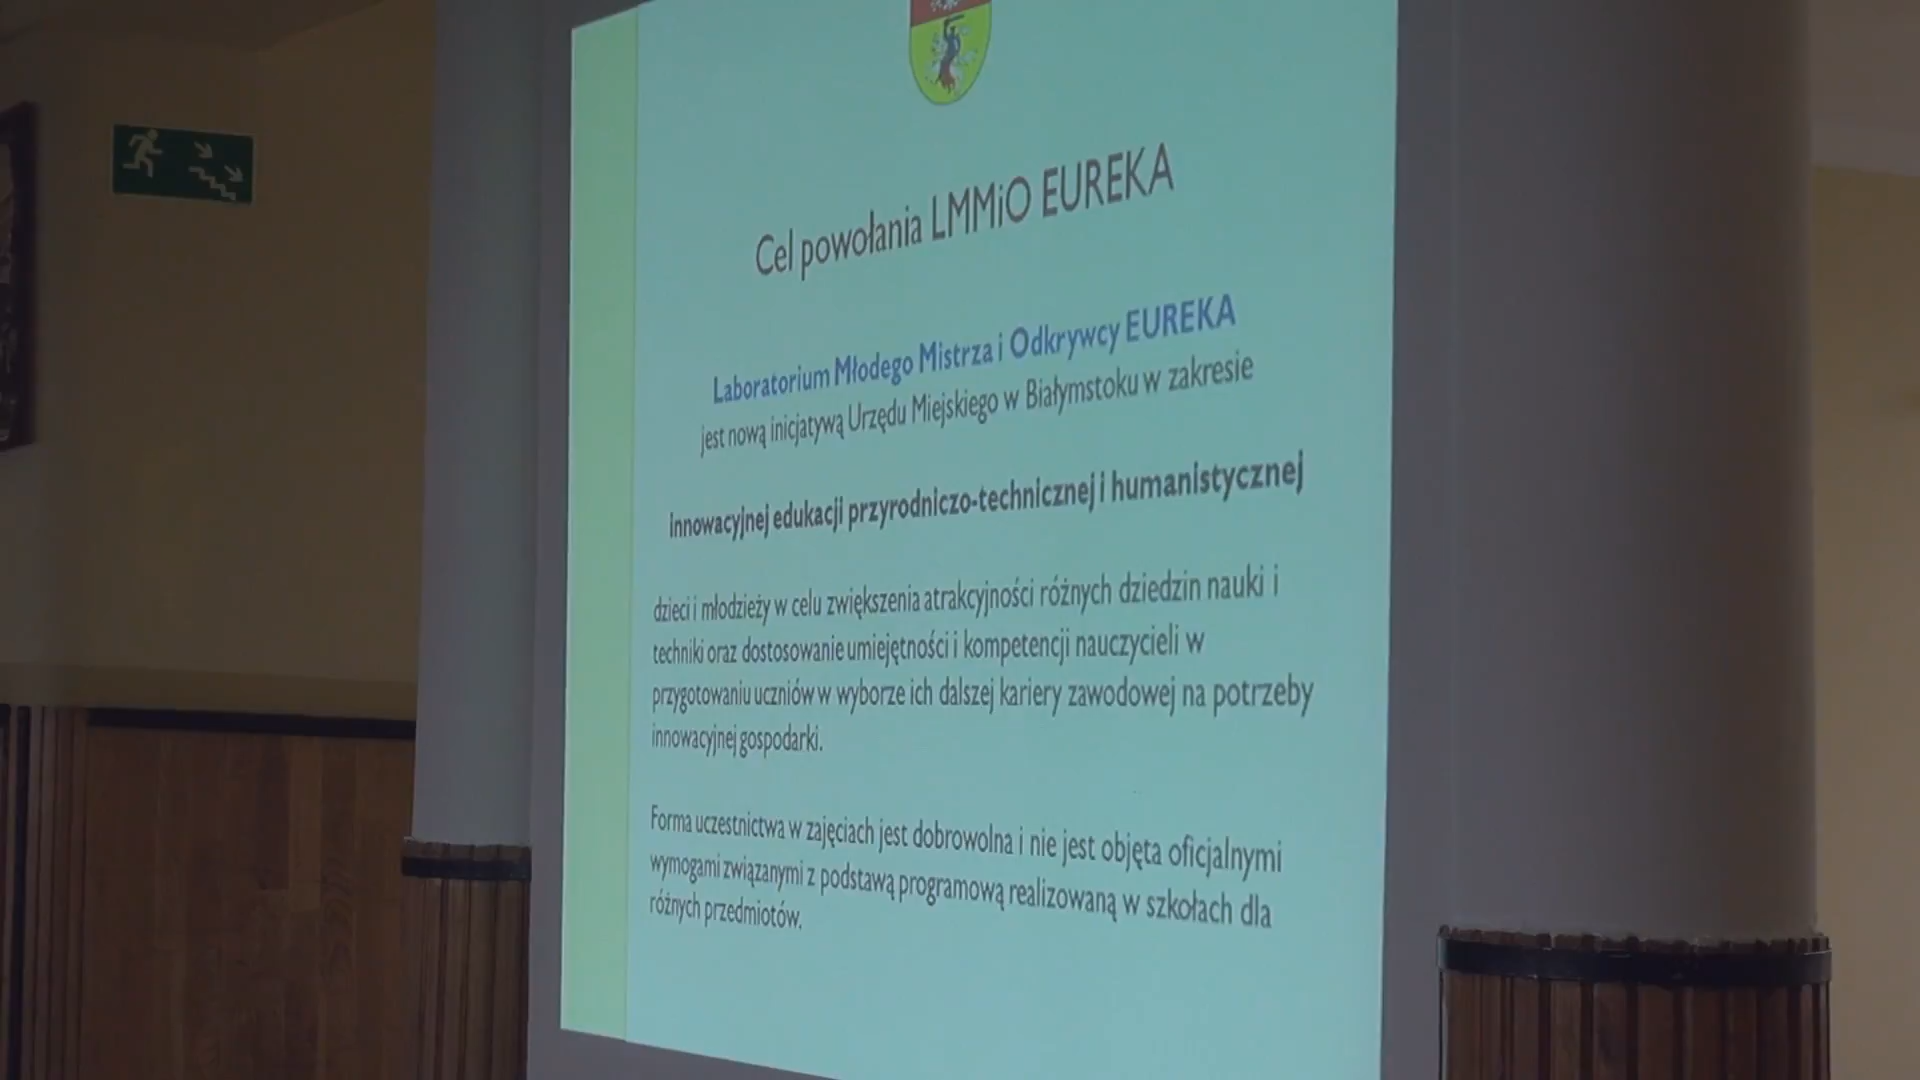 Cel powołania LMMiO EUREKA
Laboratorium Młodego Mistrza i Odkrywcy EUREKA
jest nową inicjatywą Urzędu Miejskiego w Białymstoku w zakresie
innowacyjnej edukacji przyrodniczo-technicznej i humanistycznej
dzieci i młodzieży w celu zwiększenia atrakcyjności różnych dziedzin nauki i
techniki oraz dostosowanie umiejętności i kompetencji nauczycieli w
przygotowaniu uczniów w wyborze ich dalszej kariery zawodowej na potrzeby
innowacyjnej gospodarki.
Forma uczestnictwa w zajęciach jest dobrowolna i nie jest objęta oficjalnymi
wymogami związanymi z podstawą programową realizowaną w szkołach dla
różnych przedmiotów.